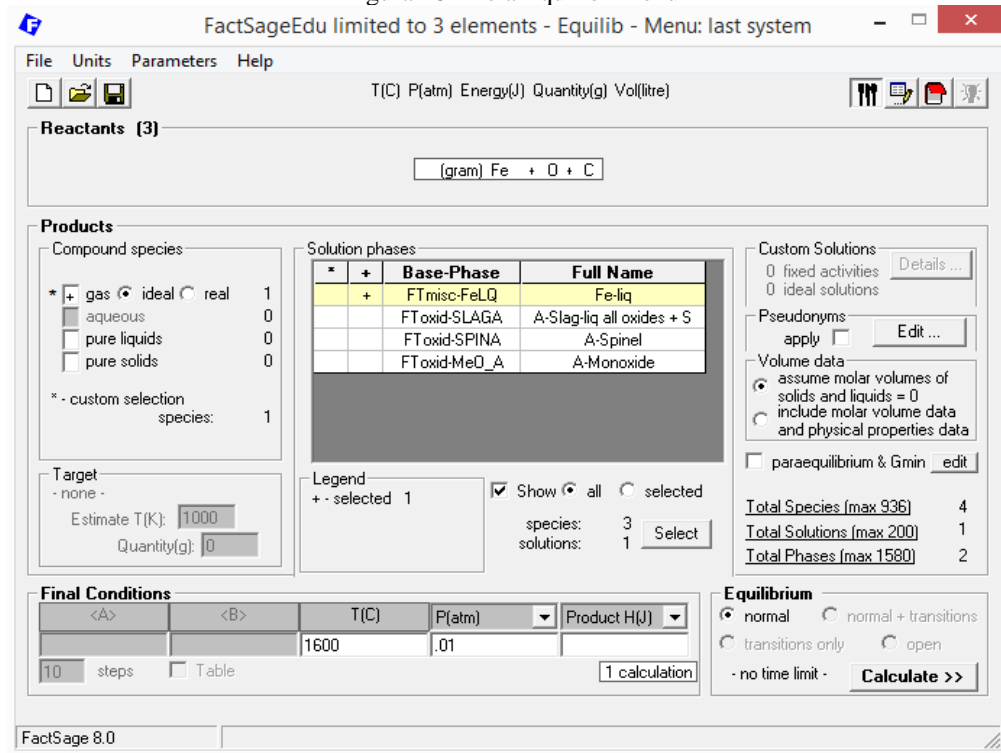 FactSageEdu limited to 3 elements - Equilib - Menu: last system
File Units Parameters Help
T(C) P(atm) Energy(J) Quantity(g) Vol(litre)
Reactants (3)
(gram) Fe + O + C
Products
Compound species
* + gas ideal real 1
aqueous 0
pure liquids 0
pure solids 0
* - custom selection
species: 1
Target
- none -
Estimate T(K): 1000
Quantity(g): 0
Solution phases
* + Base-Phase Full Name
+ FTmisc-FeLQ Fe-liq
FToxid-SLAGA A-Slag-liq all oxides + S
FToxid-SPINA A-Spinel
FToxid-MeO_A A-Monoxide
Legend
+ - selected 1
Show all selected
species: 3
solutions: 1
Select
Custom Solutions
0 fixed activities
0 ideal solutions
Details ...
Pseudonyms
apply
Edit ...
Volume data
assume molar volumes of
solids and liquids = 0
include molar volume data
and physical properties data
paraequilibrium & Gmin edit
Total Species (max 936) 4
Total Solutions (max 200) 1
Total Phases (max 1580) 2
Final Conditions
<A> <B> T(C) P(atm) Product H(J)
1600 .01
10 steps Table
1 calculation
Equilibrium
normal normal + transitions
transitions only open
- no time limit - Calculate >>
FactSage 8.0